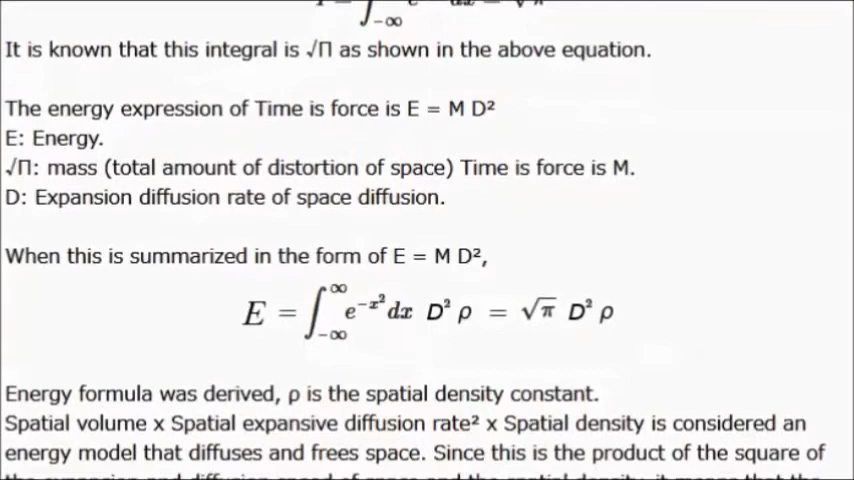 ∫−∞
It is known that this integral is √Π as shown in the above equation.
The energy expression of Time is force is E = M D²
E: Energy.
√Π: mass (total amount of distortion of space) Time is force is M.
D: Expansion diffusion rate of space diffusion.
When this is summarized in the form of E = M D²,
E = ∫−∞^∞ e^−x² dx D² ρ = √π D² ρ
Energy formula was derived, ρ is the spatial density constant.
Spatial volume x Spatial expansive diffusion rate² x Spatial density is considered an
energy model that diffuses and frees space. Since this is the product of the square of